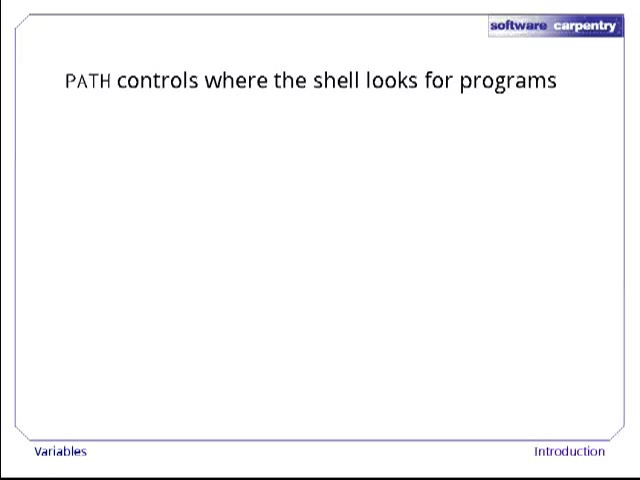 software carpentry
PATH controls where the shell looks for programs
Variables
Introduction